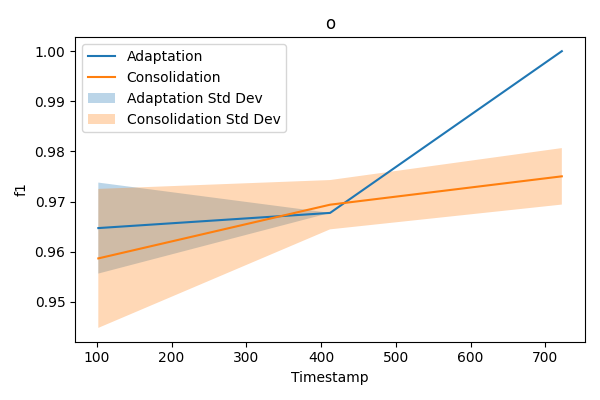 o
Adaptation
Consolidation
Adaptation Std Dev
Consolidation Std Dev
f1
1.00
0.99
0.98
0.97
0.96
0.95
100 200 300 400 500 600 700
Timestamp